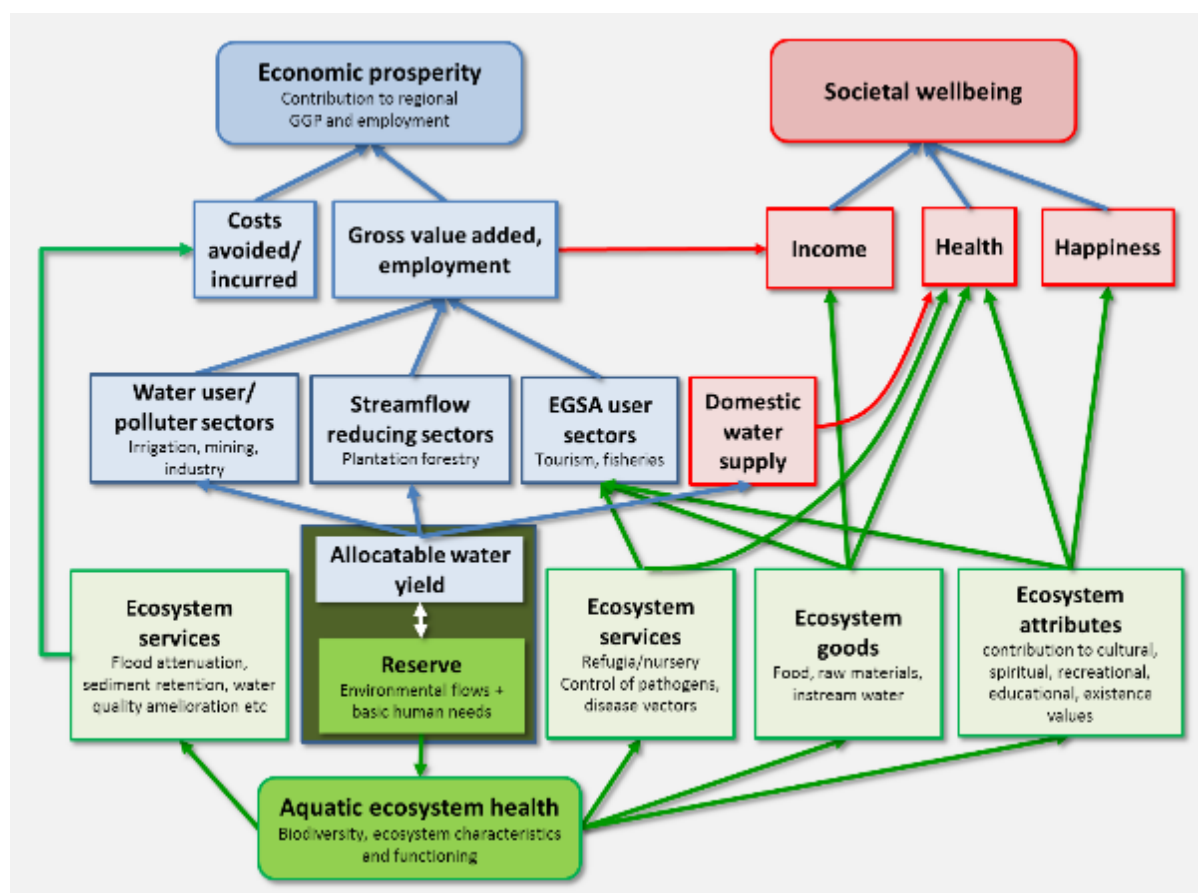 Economic prosperity
Contribution to regional
GGP and employment
Societal wellbeing
Costs
avoided/
incurred
Gross value added,
employment
Income
Health
Happiness
Water user/
polluter sectors
Irrigation, mining,
industry
Streamflow
reducing sectors
Plantation forestry
EGSA user
sectors
Tourism, fisheries
Domestic
water
supply
Allocatable water
yield
Ecosystem
services
Flood attenuation,
sediment retention, water
quality amelioration etc
Reserve
Environmental flows +
basic human needs
Ecosystem
services
Refugia/nursery
Control of pathogens,
disease vectors
Ecosystem
goods
Food, raw materials,
instream water
Ecosystem
attributes
contribution to cultural,
spiritual, recreational,
educational, existence
values
Aquatic ecosystem health
Biodiversity, ecosystem characteristics
and functioning